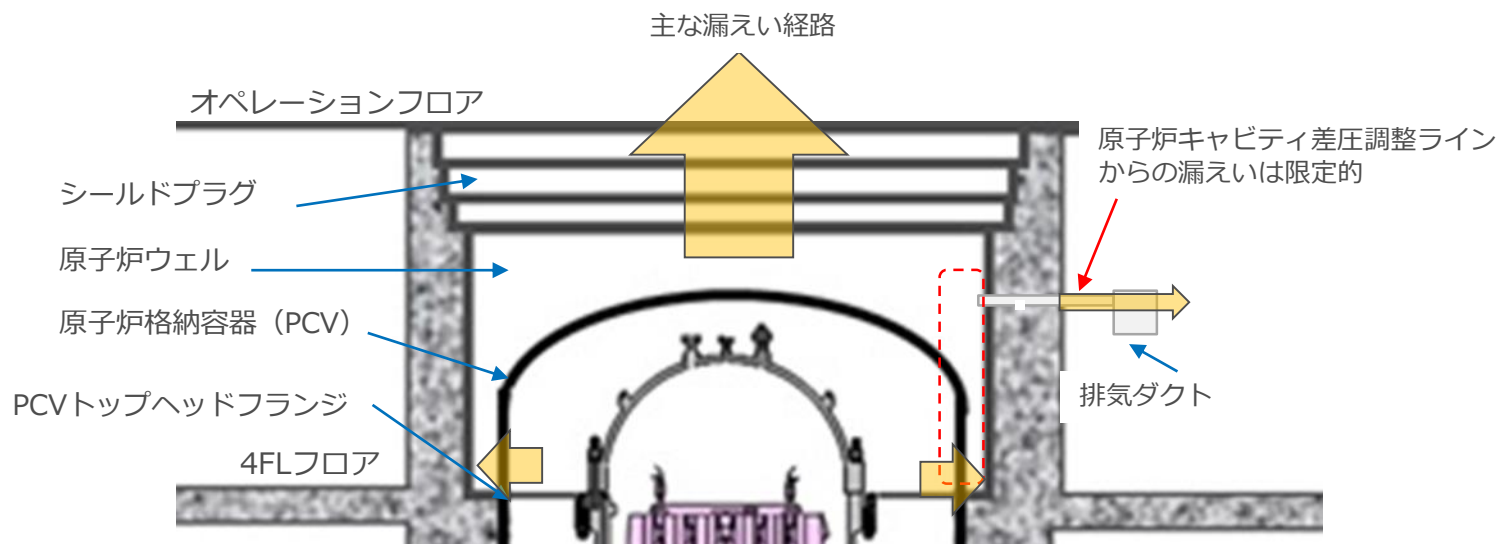 主な漏えい経路
オペレーションフロア
原子炉キャビティ差圧調整ライン
からの漏えいは限定的
シールドプラグ
原子炉ウェル
原子炉格納容器（PCV）
排気ダクト
PCVトップヘッドフランジ
4FLフロア